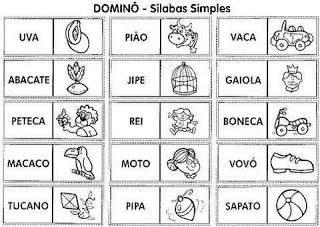 DOMINÓ - Sílabas Simples
UVA PIÃO VACA
ABACATE JIPE GAIOLA
PETECA REI BONECA
MACACO MOTO VOVÓ
TUCANO PIPA SAPATO